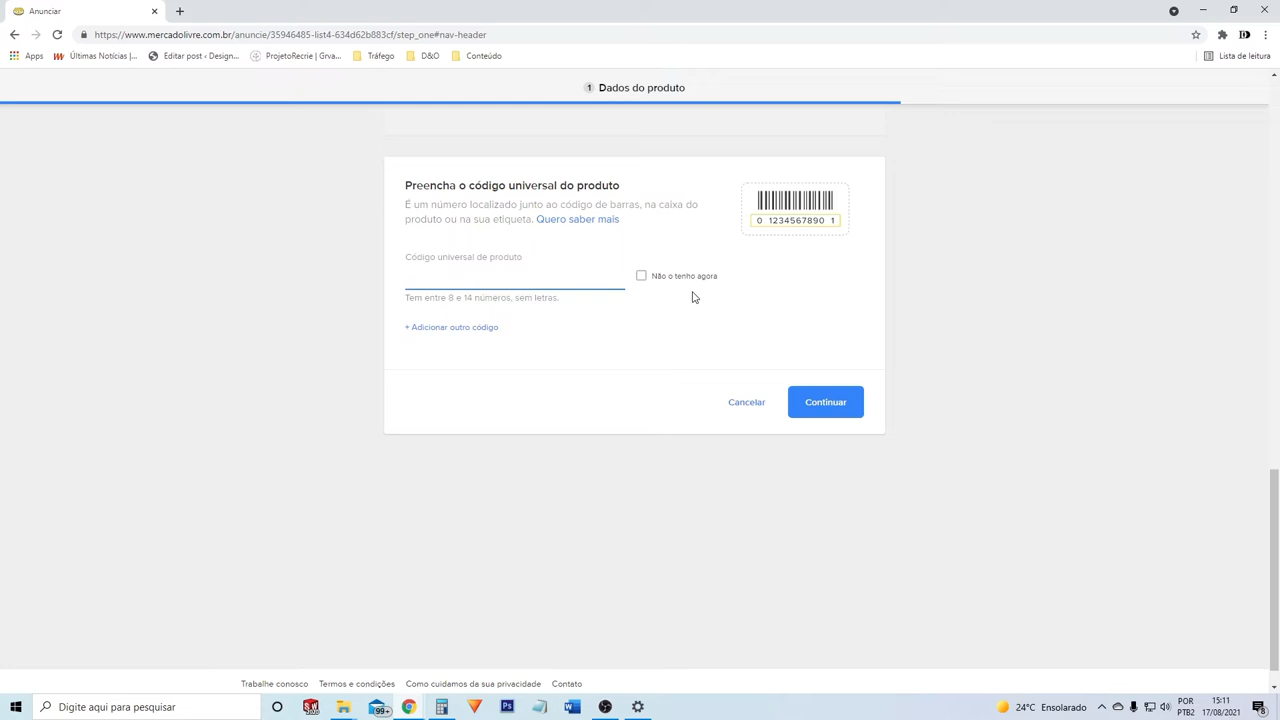 Anunciar
https://www.mercadolivre.com.br/anuncie/35946485-list4-634d62b883cf/step_one#nav-header
Apps
Últimas Notícias |...
Editar post ‹ Design...
ProjetoRecrie | Grva...
Tráfego
D&O
Conteúdo
Lista de leitura
1 Dados do produto
Preencha o código universal do produto
É um número localizado junto ao código de barras, na caixa do
produto ou na sua etiqueta. Quero saber mais
0 1234567890 1
Código universal de produto
Não o tenho agora
Tem entre 8 e 14 números, sem letras.
+ Adicionar outro código
Cancelar
Continuar
Trabalhe conosco
Termos e condições
Como cuidamos da sua privacidade
Contato
Digite aqui para pesquisar
99+
24°C Ensolarado
POR
PTB2
15:11
17/08/2021